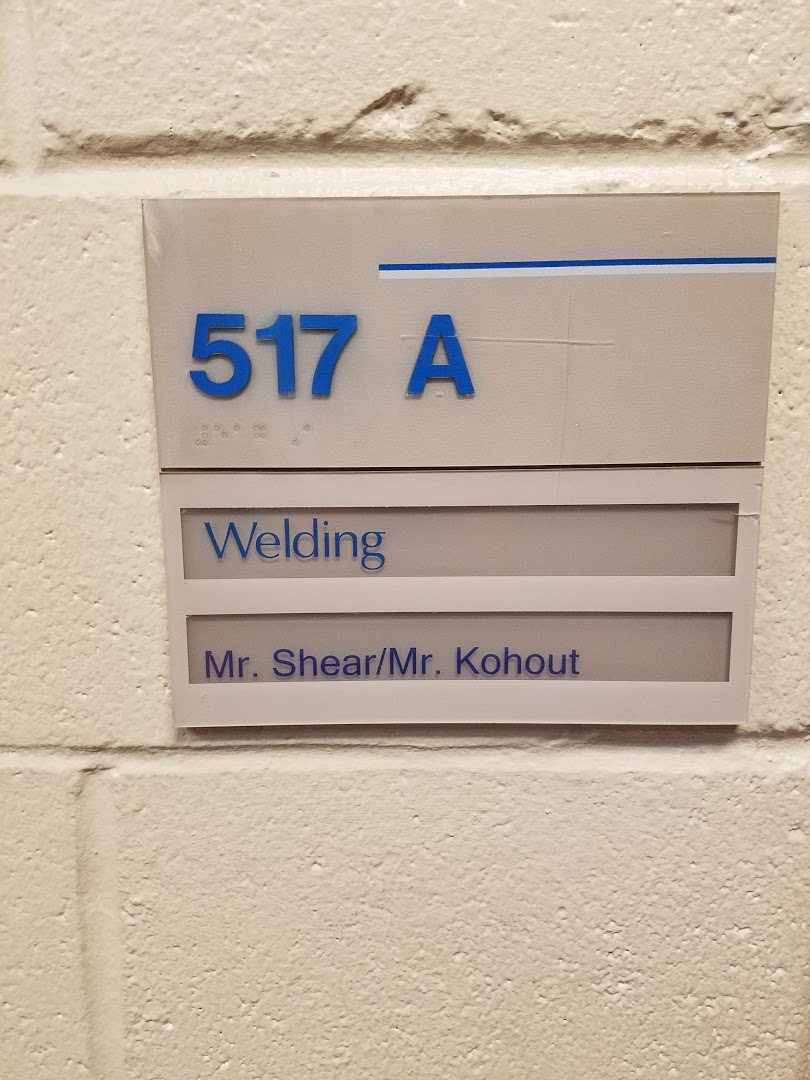 517 A
Welding
Mr. Shear/Mr. Kohout